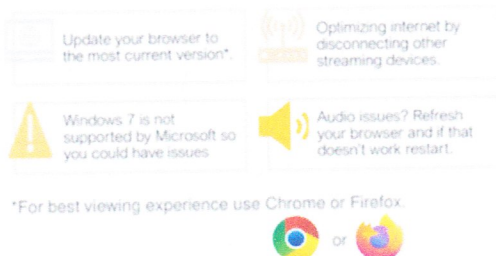 Update your browser to
the most current version*.
Optimizing internet by
disconnecting other
streaming devices.
Windows 7 is not
supported by Microsoft so
you could have issues
Audio issues? Refresh
your browser and if that
doesn't work restart.
*For best viewing experience use Chrome or Firefox.
or